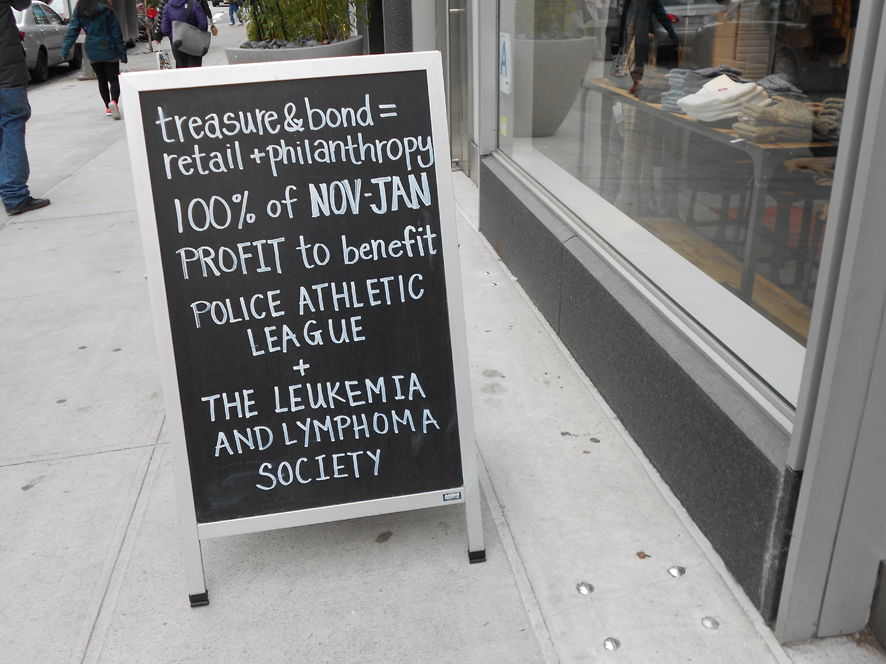 treasure & bond =
retail + philanthropy
100% of NOV-JAN
PROFIT to benefit
POLICE ATHLETIC
LEAGUE
+
THE LEUKEMIA
AND LYMPHOMA
SOCIETY
A